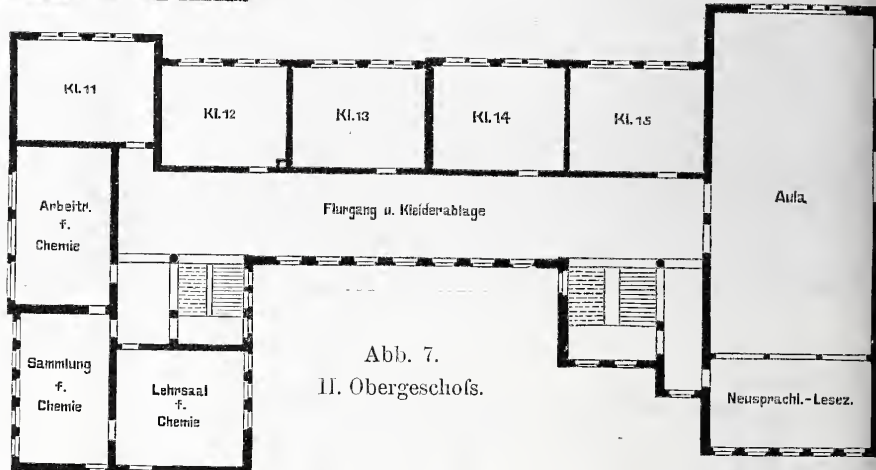 Kl.11
Kl.12
Kl.13
Kl.14
Kl.15
Aula
Arbeitr.
f.
Chemie
Flurgang u. Kleiderablage
Sammlung
f.
Chemie
Lehrsaal
f.
Chemie
Abb. 7.
II. Obergeschoſs.
Neusprachl.-Lesez.